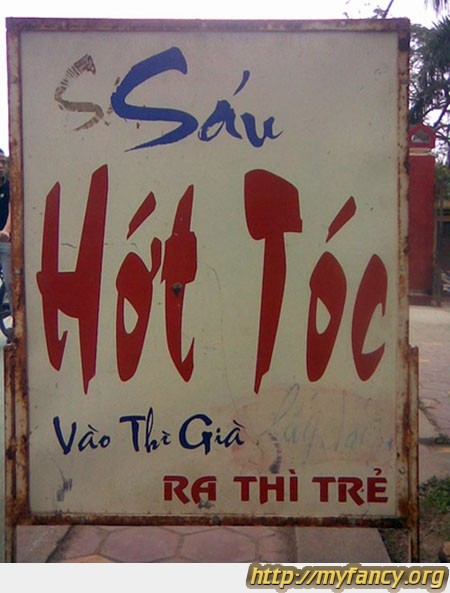 Sáu
Hớt Tóc
Vào Thì Già
RA THÌ TRẺ
http://myfancy.org